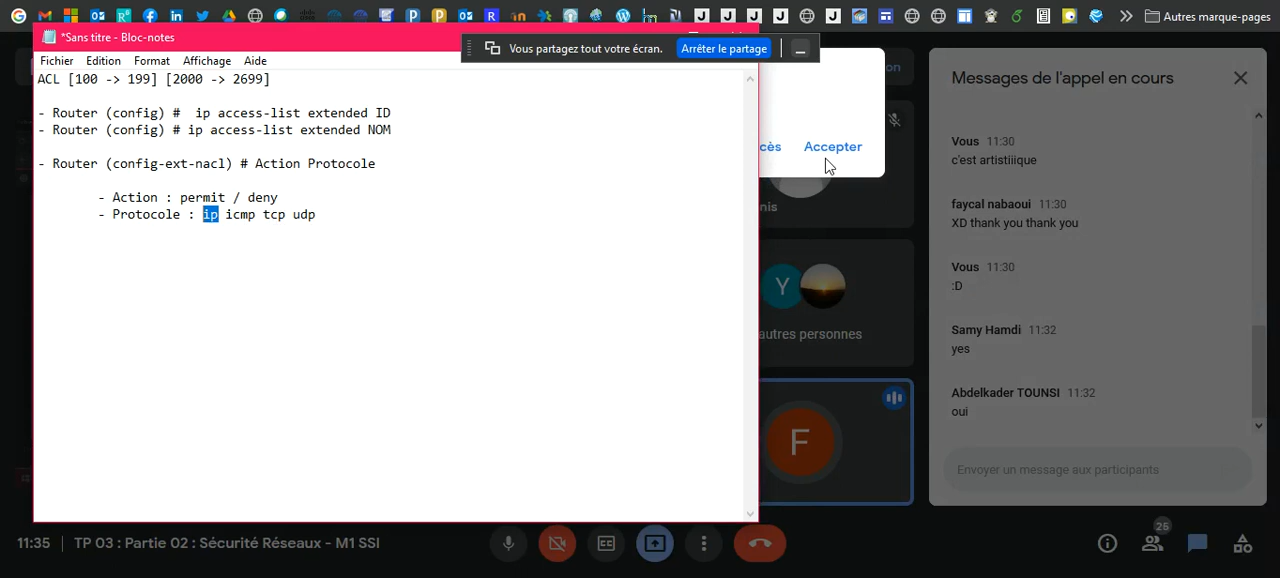 Autres marque-pages
*Sans titre - Bloc-notes
Vous partagez tout votre écran.
Arrêter le partage
Fichier Edition Format Affichage Aide
ACL [100 -> 199] [2000 -> 2699]
- Router (config) # ip access-list extended ID
- Router (config) # ip access-list extended NOM
- Router (config-ext-nacl) # Action Protocole
- Action : permit / deny
- Protocole : ip icmp tcp udp
on
cès
Accepter
nis
Y
autres personnes
F
Messages de l'appel en cours
Vous 11:30
c'est artistiiique
faycal nabaoui 11:30
XD thank you thank you
Vous 11:30
:D
Samy Hamdi 11:32
yes
Abdelkader TOUNSI 11:32
oui
Envoyer un message aux participants
11:35 | TP 03 : Partie 02 : Sécurité Réseaux - M1 SSI
25